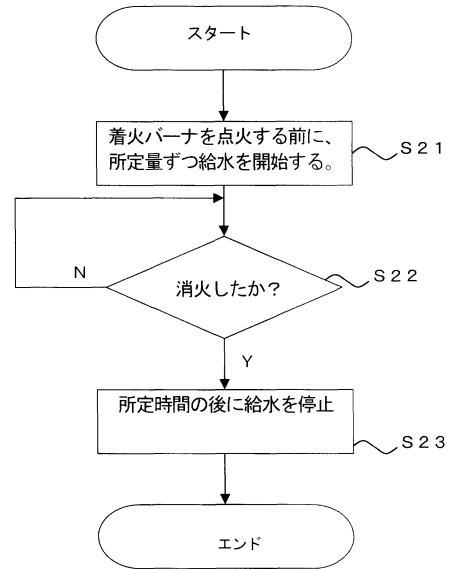 スタート
着火バーナを点火する前に、
所定量ずつ給水を開始する。
S21
消火したか？
S22
N
Y
所定時間の後に給水を停止
S23
エンド